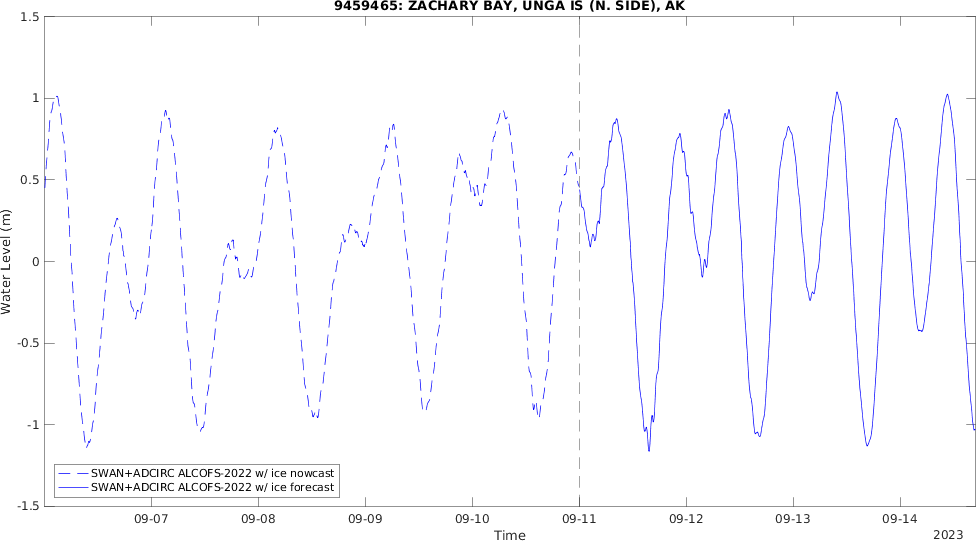 9459465: ZACHARY BAY, UNGA IS (N. SIDE), AK
1.5
1
0.5
0
-0.5
-1
-1.5
Water Level (m)
SWAN+ADCIRC ALCOFS-2022 w/ ice nowcast
SWAN+ADCIRC ALCOFS-2022 w/ ice forecast
09-07 09-08 09-09 09-10 09-11 09-12 09-13 09-14
Time
2023